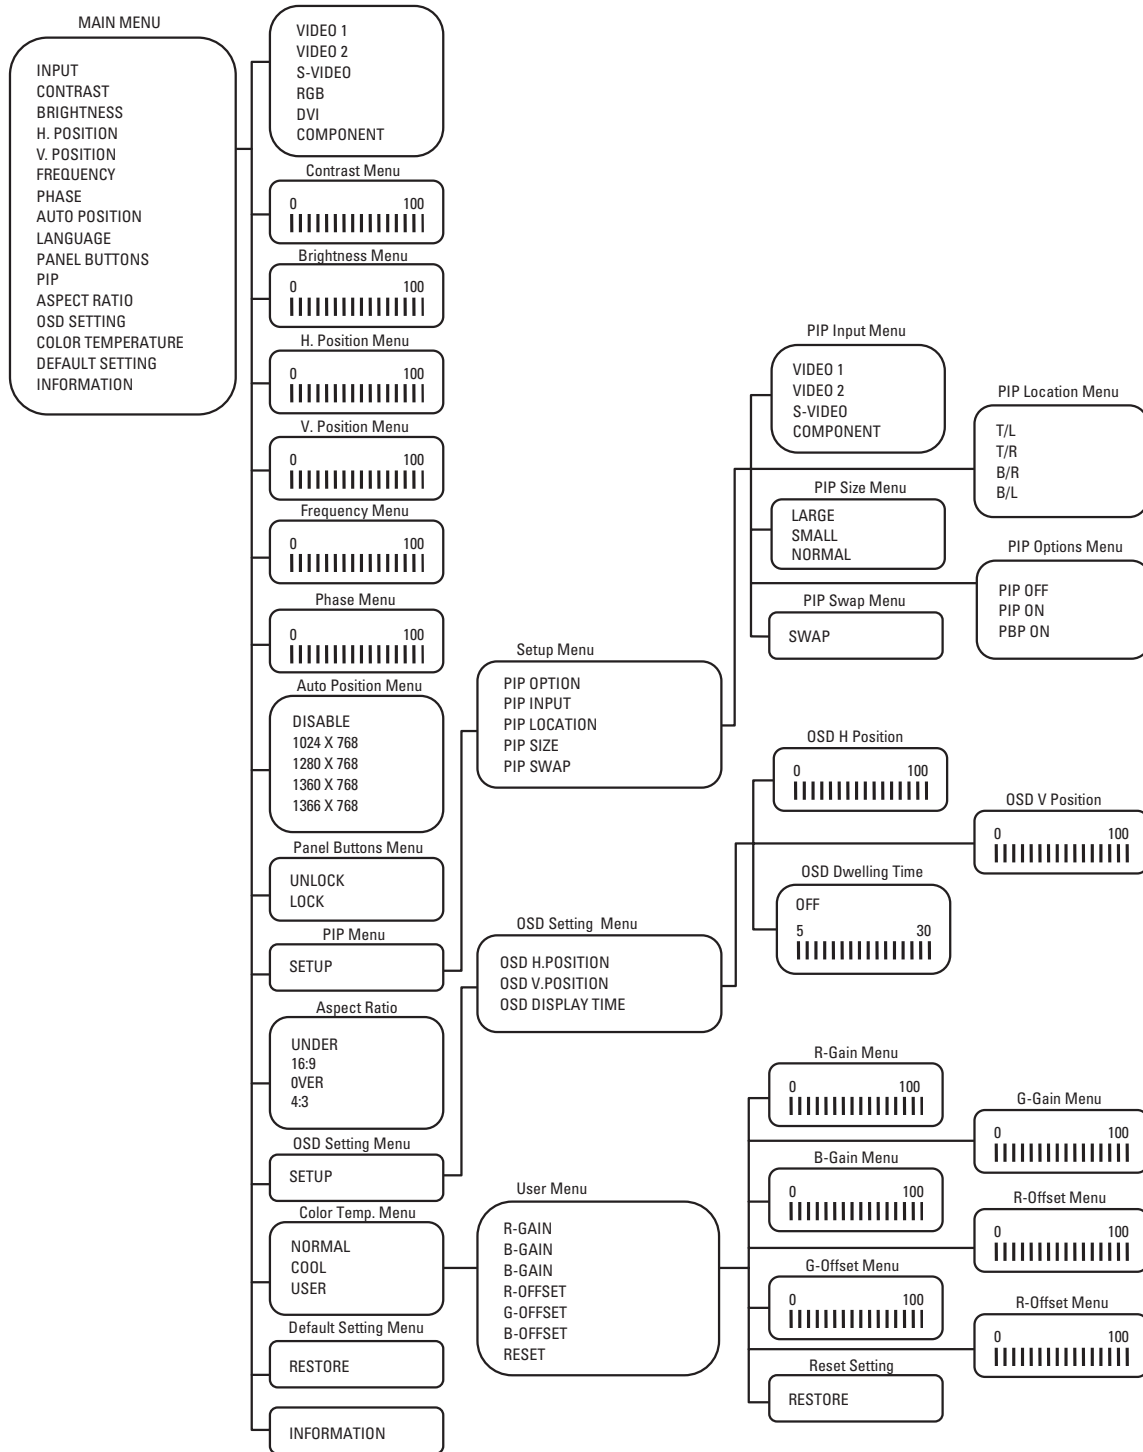 MAIN MENU
INPUT
CONTRAST
BRIGHTNESS
H. POSITION
V. POSITION
FREQUENCY
PHASE
AUTO POSITION
LANGUAGE
PANEL BUTTONS
PIP
ASPECT RATIO
OSD SETTING
COLOR TEMPERATURE
DEFAULT SETTING
INFORMATION
VIDEO 1
VIDEO 2
S-VIDEO
RGB
DVI
COMPONENT
Contrast Menu
0 100
Brightness Menu
0 100
H. Position Menu
0 100
V. Position Menu
0 100
Frequency Menu
0 100
Phase Menu
0 100
Auto Position Menu
DISABLE
1024 X 768
1280 X 768
1360 X 768
1366 X 768
Panel Buttons Menu
UNLOCK
LOCK
PIP Menu
SETUP
Aspect Ratio
UNDER
16:9
0VER
4:3
OSD Setting Menu
SETUP
Color Temp. Menu
NORMAL
COOL
USER
Default Setting Menu
RESTORE
INFORMATION
Setup Menu
PIP OPTION
PIP INPUT
PIP LOCATION
PIP SIZE
PIP SWAP
OSD Setting Menu
OSD H.POSITION
OSD V.POSITION
OSD DISPLAY TIME
User Menu
R-GAIN
B-GAIN
B-GAIN
R-OFFSET
G-OFFSET
B-OFFSET
RESET
PIP Input Menu
VIDEO 1
VIDEO 2
S-VIDEO
COMPONENT
PIP Location Menu
T/L
T/R
B/R
B/L
PIP Size Menu
LARGE
SMALL
NORMAL
PIP Options Menu
PIP OFF
PIP ON
PBP ON
PIP Swap Menu
SWAP
OSD H Position
0 100
OSD V Position
0 100
OSD Dwelling Time
OFF
5 30
R-Gain Menu
0 100
G-Gain Menu
0 100
B-Gain Menu
0 100
R-Offset Menu
0 100
G-Offset Menu
0 100
R-Offset Menu
0 100
Reset Setting
RESTORE